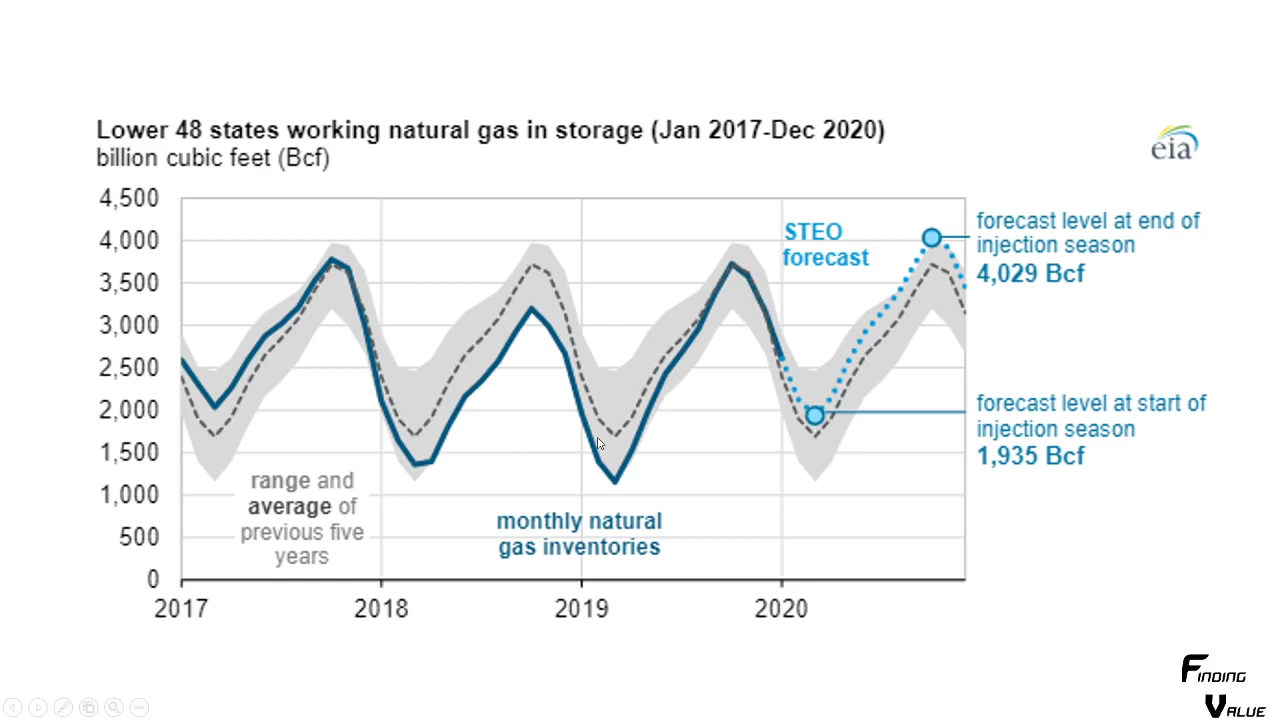 Lower 48 states working natural gas in storage (Jan 2017-Dec 2020)
billion cubic feet (Bcf)
eia
4,500
4,000
3,500
3,000
2,500
2,000
1,500
1,000
500
0
2017
2018
2019
2020
STEO
forecast
forecast level at end of
injection season
4,029 Bcf
forecast level at start of
injection season
1,935 Bcf
range and
average of
previous five
years
monthly natural
gas inventories
Finding
Value